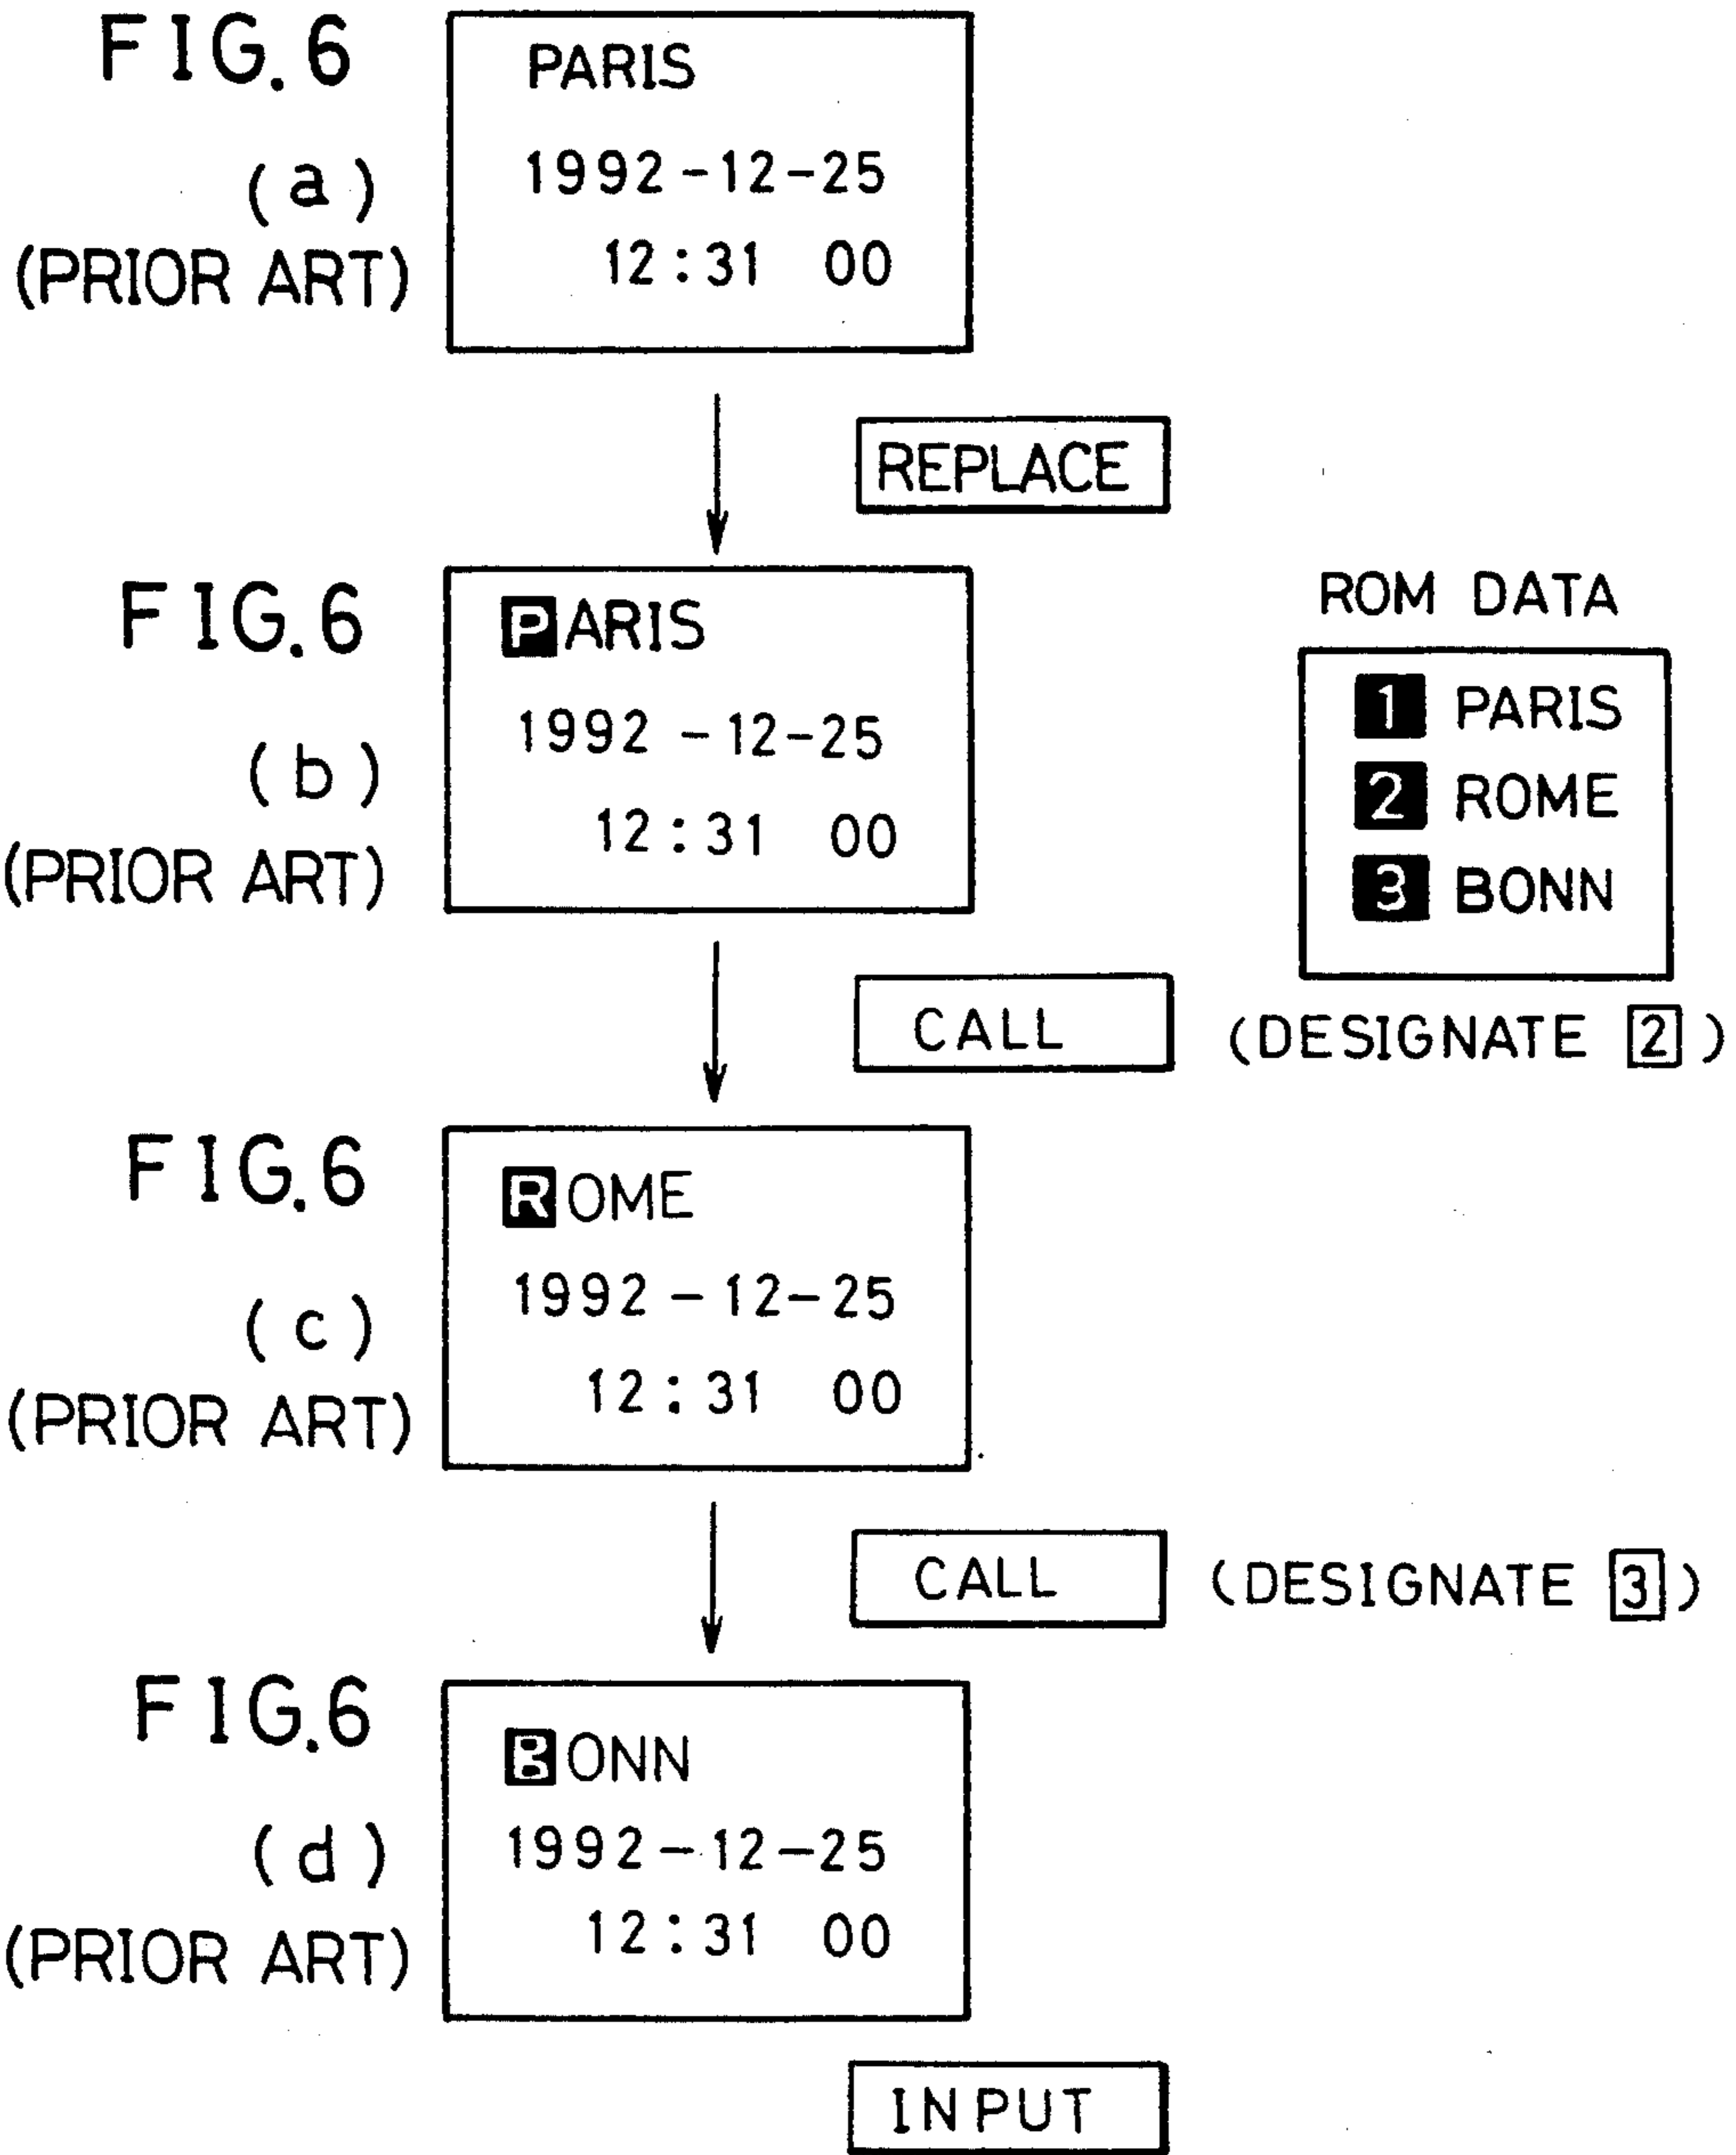 FIG.6
(a)
(PRIOR ART)
PARIS
1992-12-25
12:31 00
REPLACE
FIG.6
(b)
(PRIOR ART)
PARIS
1992-12-25
12:31 00
ROM DATA
1 PARIS
2 ROME
3 BONN
CALL (DESIGNATE 2)
FIG.6
(c)
(PRIOR ART)
ROME
1992-12-25
12:31 00
CALL (DESIGNATE 3)
FIG.6
(d)
(PRIOR ART)
BONN
1992-12-25
12:31 00
INPUT